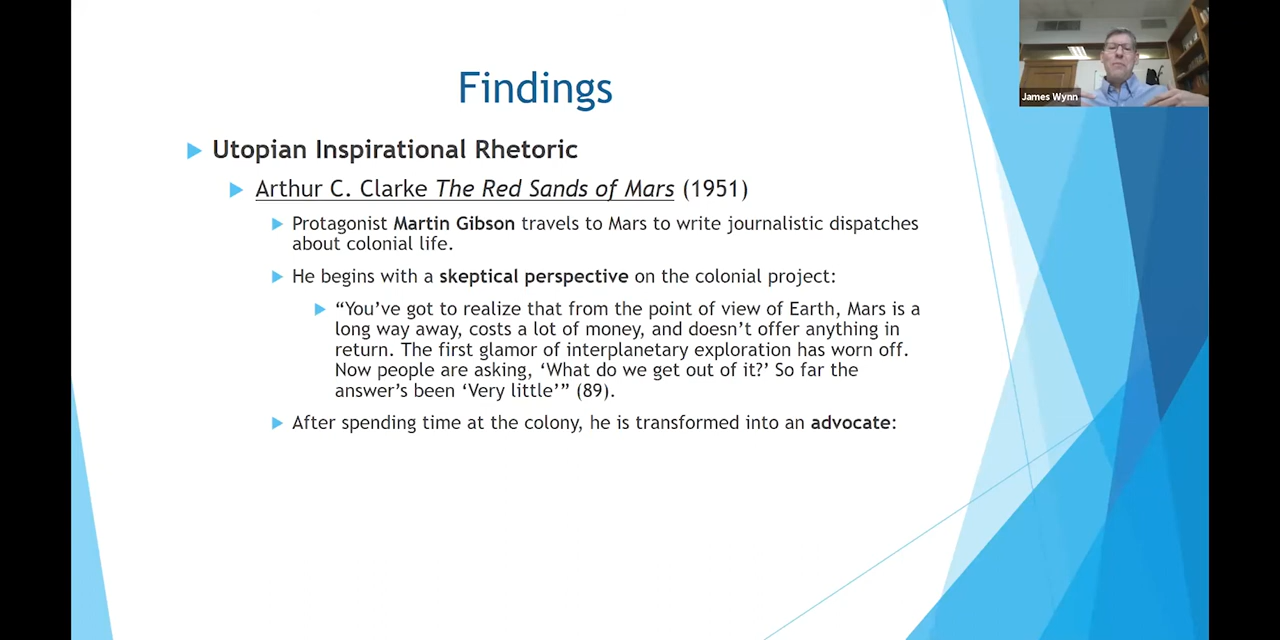 Findings
Utopian Inspirational Rhetoric
Arthur C. Clarke The Red Sands of Mars (1951)
Protagonist Martin Gibson travels to Mars to write journalistic dispatches
about colonial life.
He begins with a skeptical perspective on the colonial project:
“You’ve got to realize that from the point of view of Earth, Mars is a
long way away, costs a lot of money, and doesn’t offer anything in
return. The first glamor of interplanetary exploration has worn off.
Now people are asking, ‘What do we get out of it?’ So far the
answer’s been ‘Very little’” (89).
After spending time at the colony, he is transformed into an advocate:
James Wynn